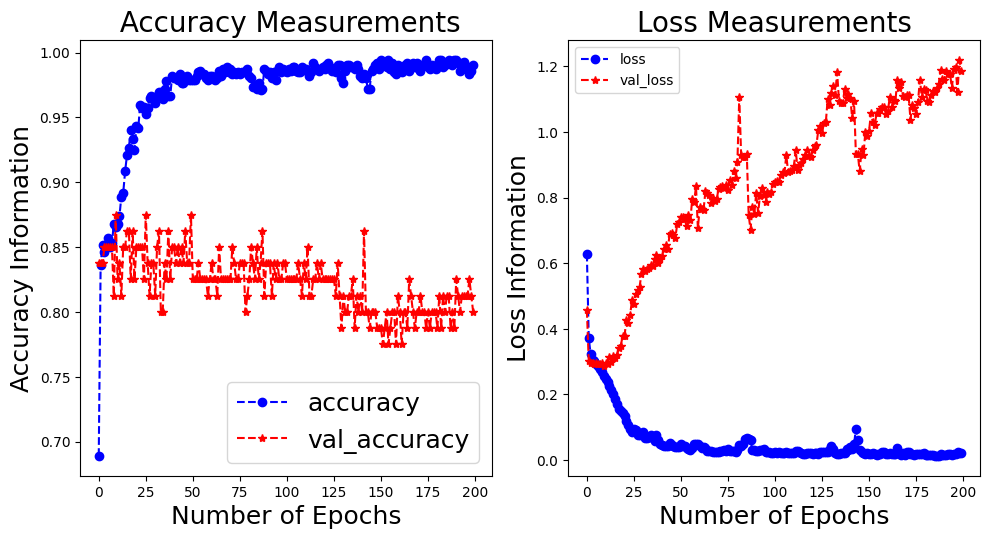 Accuracy Measurements
Accuracy Information
1.00
0.95
0.90
0.85
0.80
0.75
0.70
accuracy
val_accuracy
0 25 50 75 100 125 150 175 200
Number of Epochs
Loss Measurements
Loss Information
1.2
1.0
0.8
0.6
0.4
0.2
0.0
loss
val_loss
0 25 50 75 100 125 150 175 200
Number of Epochs